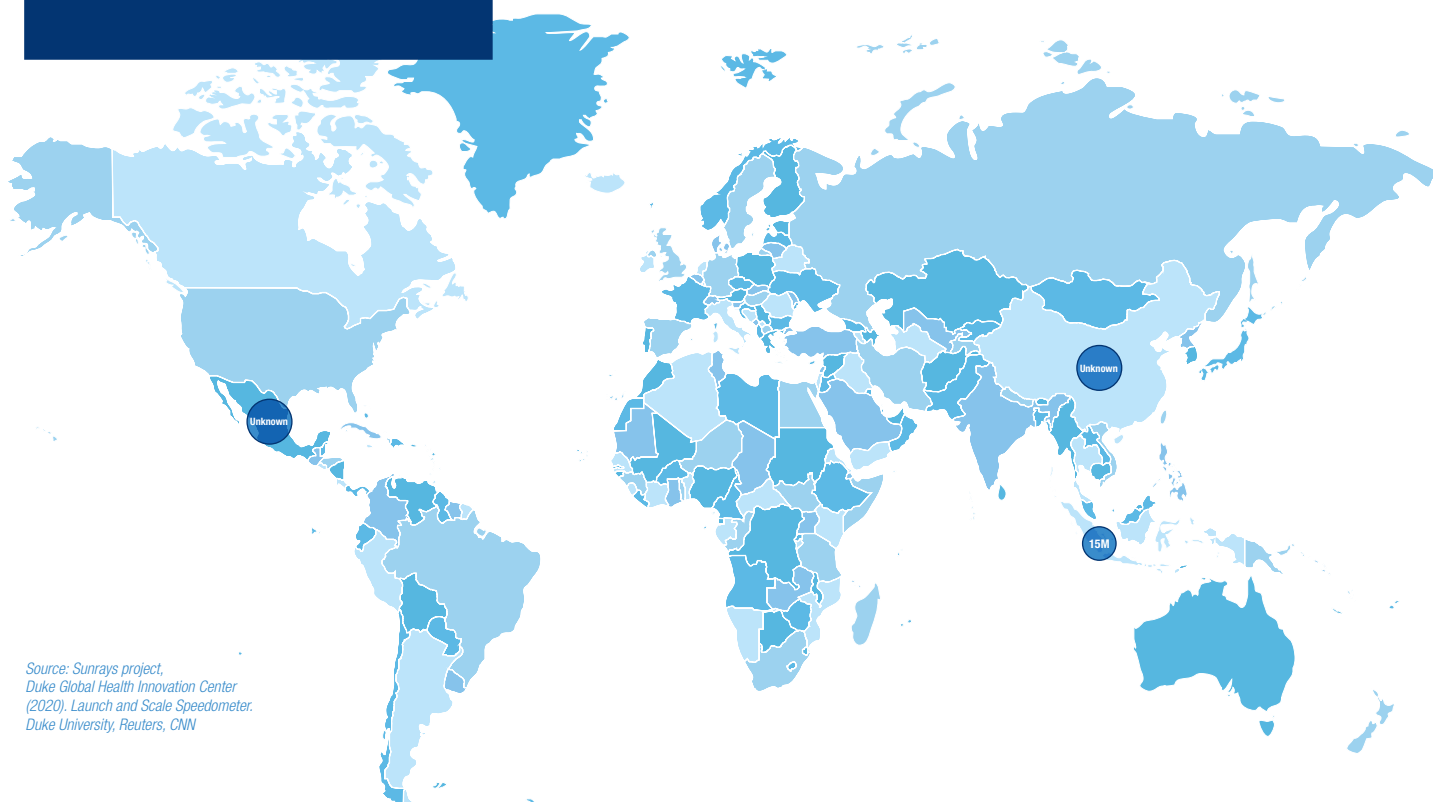 Unknown
Unknown
15M
Source: Sunrays project,
Duke Global Health Innovation Center
(2020). Launch and Scale Speedometer.
Duke University, Reuters, CNN